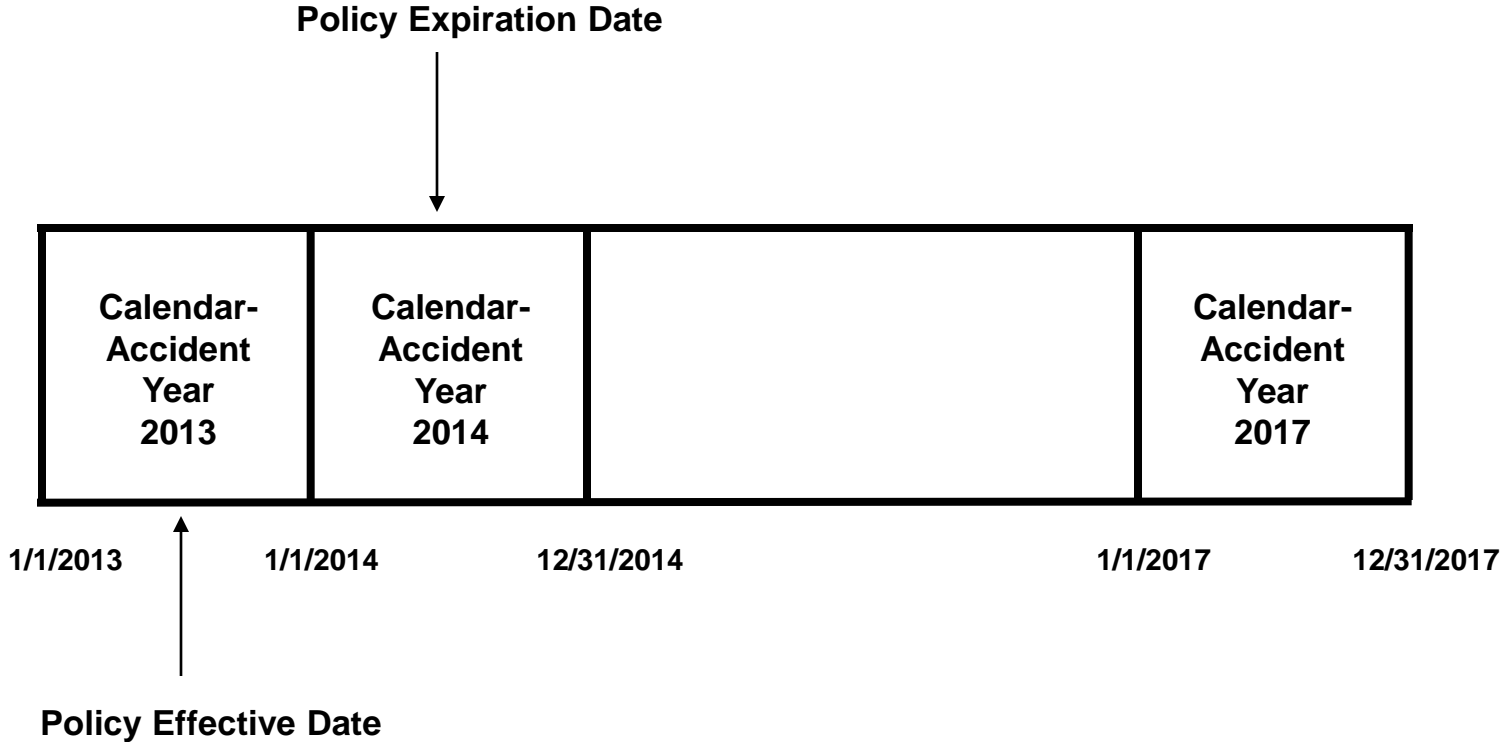 Policy Expiration Date
Calendar-
Accident
Year
2013
Calendar-
Accident
Year
2014
Calendar-
Accident
Year
2017
1/1/2013
1/1/2014
12/31/2014
1/1/2017
12/31/2017
Policy Effective Date